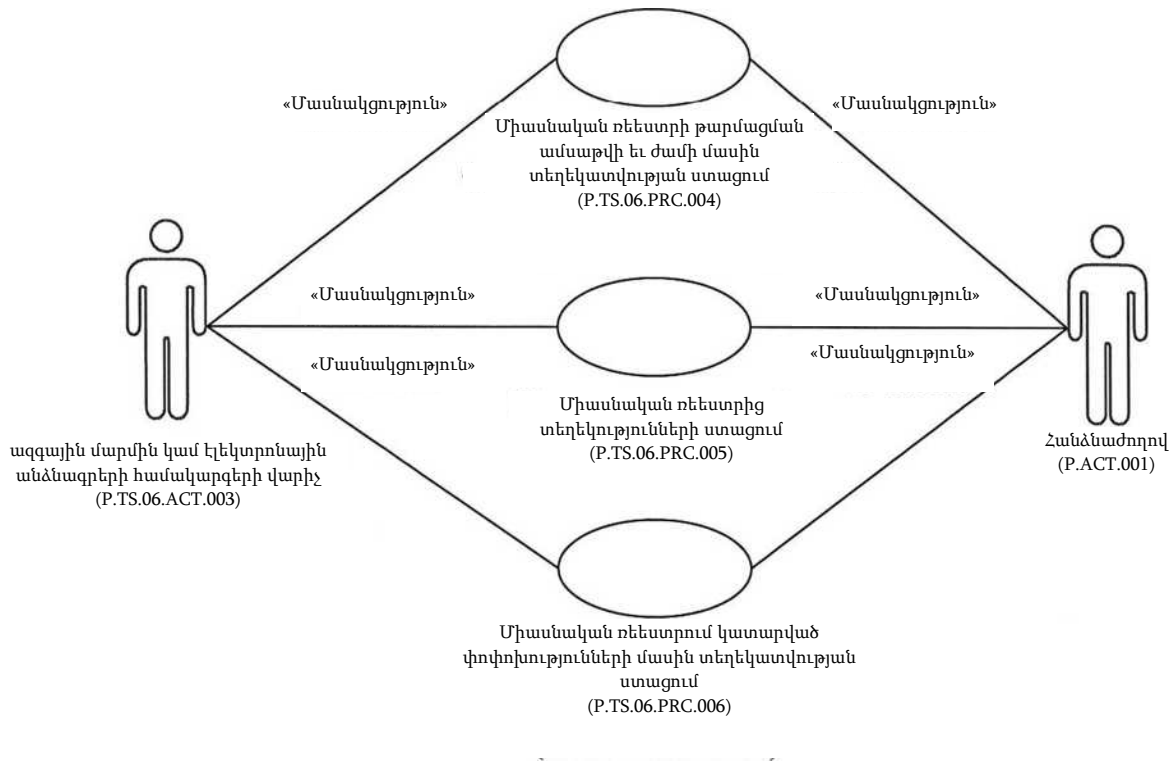 «Մասնակցություն»
«Մասնակցություն»
Միասնական ռեեստրի թարմացման
ամսաթվի եւ ժամի մասին
տեղեկատվության ստացում
(P.TS.06.PRC.004)
«Մասնակցություն»
«Մասնակցություն»
«Մասնակցություն»
«Մասնակցություն»
Միասնական ռեեստրից
տեղեկությունների ստացում
(P.TS.06.PRC.005)
ազգային մարմին կամ էլեկտրոնային
անձնագրերի համակարգերի վարիչ
(P.TS.06.ACT.003)
Հանձնաժողով
(P.ACT.001)
Միասնական ռեեստրում կատարված
փոփոխությունների մասին տեղեկատվության
ստացում
(P.TS.06.PRC.006)